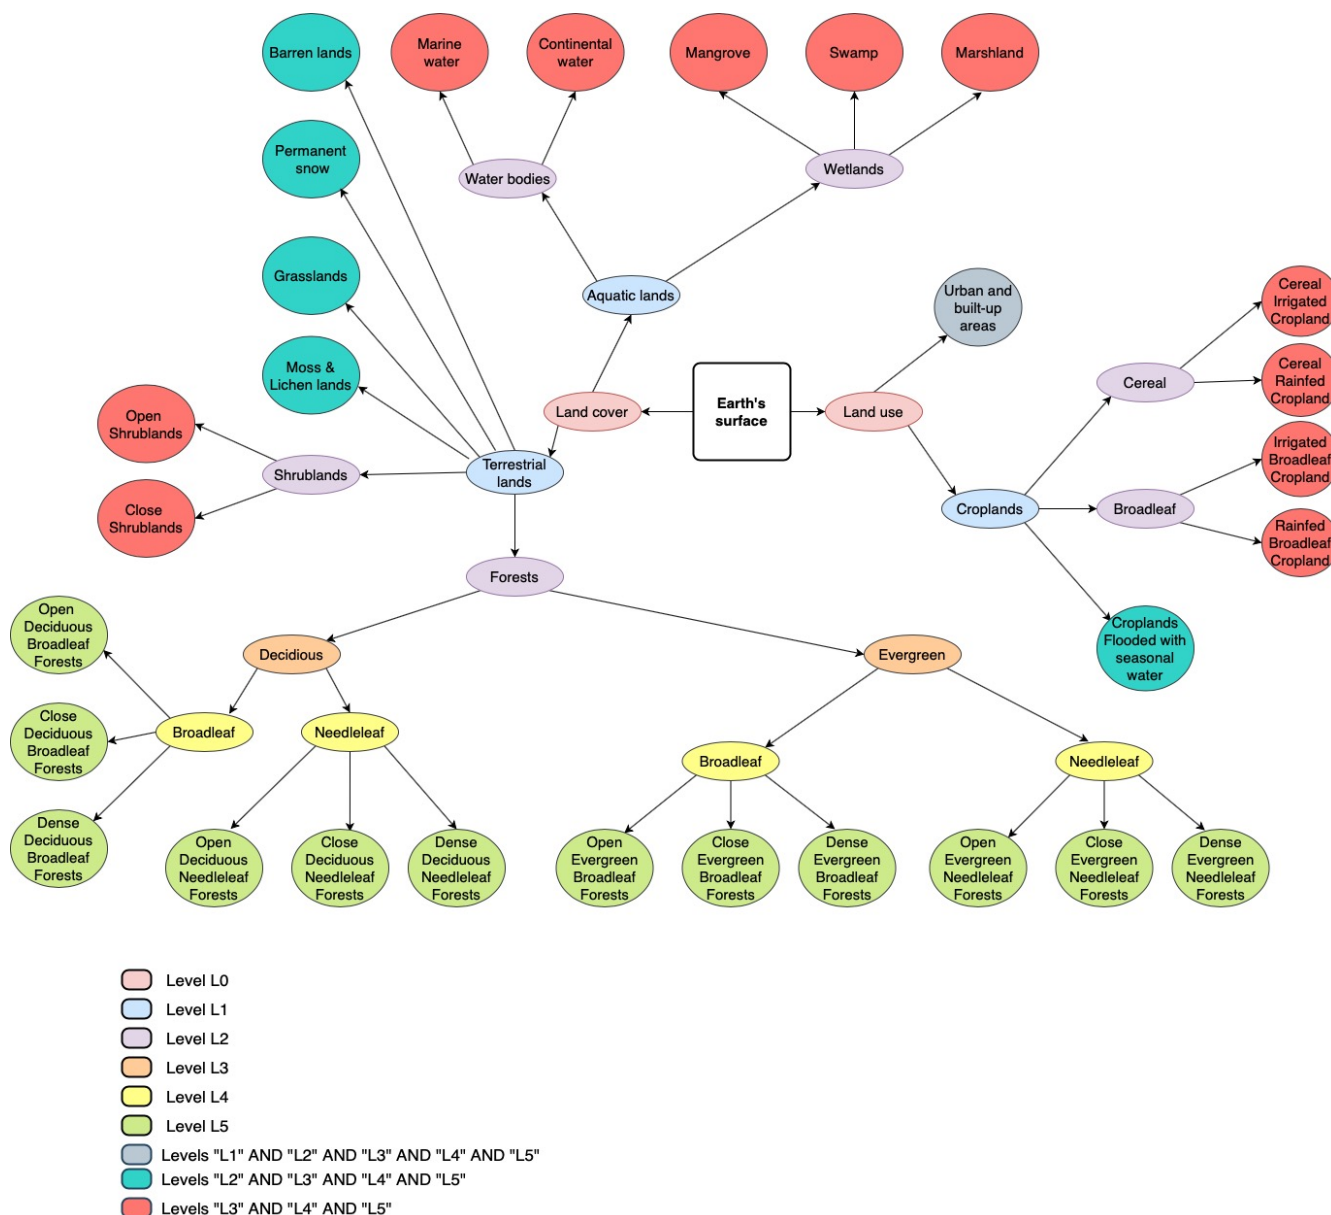 Barren lands
Marine
water
Continental
water
Mangrove
Swamp
Marshland
Permanent
snow
Water bodies
Wetlands
Grasslands
Aquatic lands
Urban and
built-up
areas
Cereal
Irrigated
Cropland
Moss &
Lichen lands
Cereal
Cereal
Rainfed
Cropland
Open
Shrublands
Land cover
Earth's
surface
Land use
Irrigated
Broadleaf
Cropland
Shrublands
Terrestrial
lands
Close
Shrublands
Croplands
Broadleaf
Rainfed
Broadleaf
Cropland
Forests
Open
Deciduous
Broadleaf
Forests
Decidious
Evergreen
Croplands
Flooded with
seasonal
water
Close
Deciduous
Broadleaf
Forests
Broadleaf
Needleleaf
Broadleaf
Needleleaf
Dense
Deciduous
Broadleaf
Forests
Open
Deciduous
Needleleaf
Forests
Close
Deciduous
Needleleaf
Forests
Dense
Deciduous
Needleleaf
Forests
Open
Evergreen
Broadleaf
Forests
Close
Evergreen
Broadleaf
Forests
Dense
Evergreen
Broadleaf
Forests
Open
Evergreen
Needleleaf
Forests
Close
Evergreen
Needleleaf
Forests
Dense
Evergreen
Needleleaf
Forests
Level L0
Level L1
Level L2
Level L3
Level L4
Level L5
Levels "L1" AND "L2" AND "L3" AND "L4" AND "L5"
Levels "L2" AND "L3" AND "L4" AND "L5"
Levels "L3" AND "L4" AND "L5"